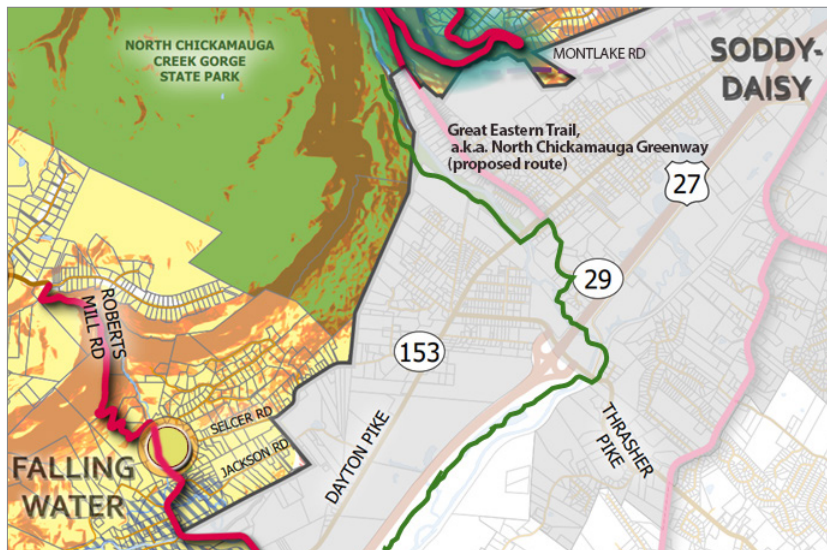 NORTH CHICKAMAUGA
CREEK GORGE
STATE PARK
MONTLAKE RD
SODDY-
DAISY
Great Eastern Trail,
a.k.a. North Chickamauga Greenway
(proposed route)
27
29
ROBERTS
MILL RD
153
SELCER RD
JACKSON RD
DAYTON PIKE
THRASHER
PIKE
FALLING
WATER